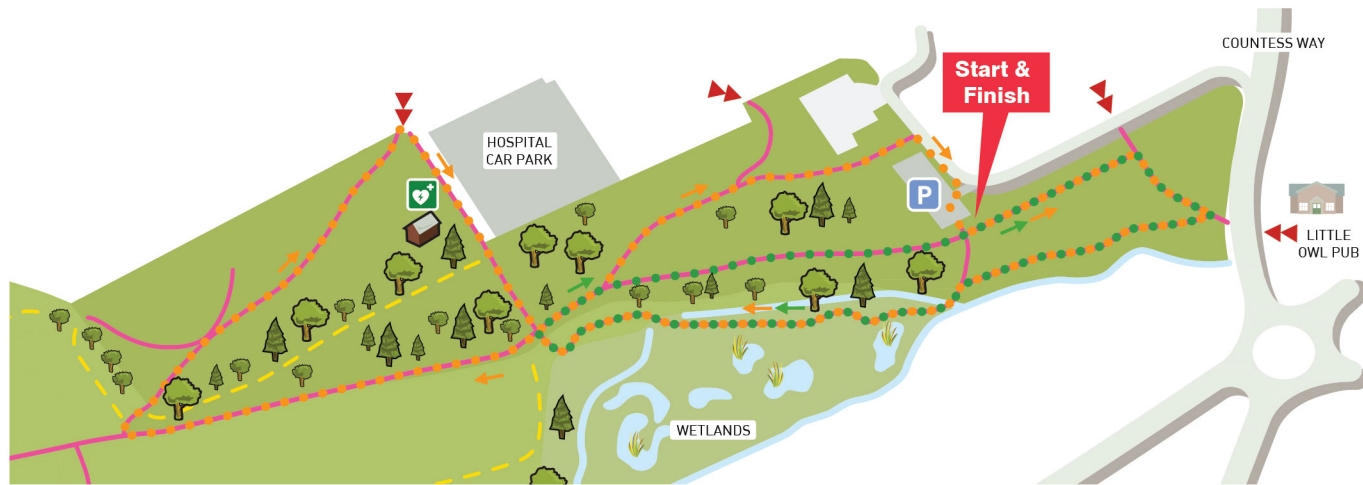 COUNTESS WAY
Start &
Finish
HOSPITAL
CAR PARK
P
LITTLE
OWL PUB
WETLANDS